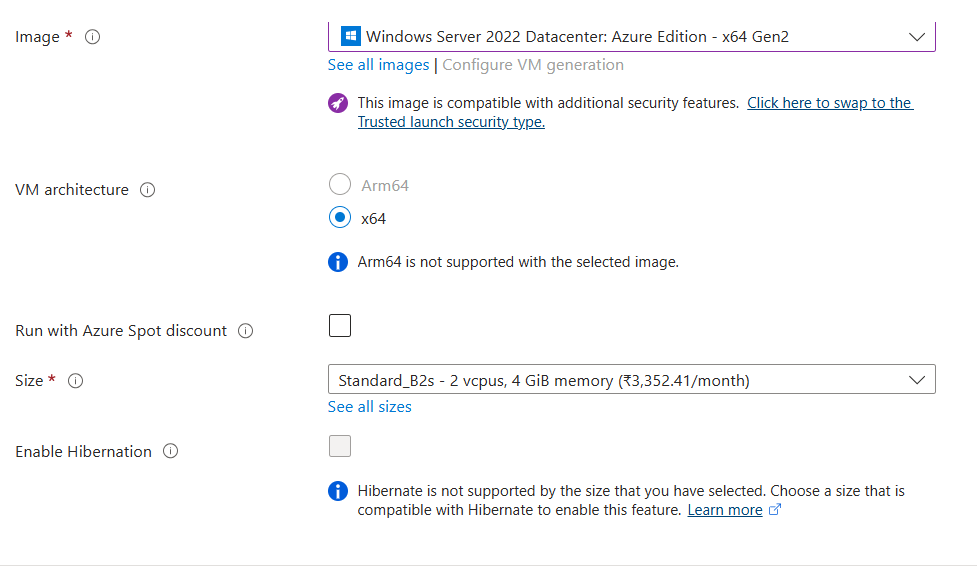 Image *
Windows Server 2022 Datacenter: Azure Edition - x64 Gen2
See all images | Configure VM generation
This image is compatible with additional security features. Click here to swap to the
Trusted launch security type.
VM architecture
Arm64
x64
Arm64 is not supported with the selected image.
Run with Azure Spot discount
Size *
Standard_B2s - 2 vcpus, 4 GiB memory (₹3,352.41/month)
See all sizes
Enable Hibernation
Hibernate is not supported by the size that you have selected. Choose a size that is
compatible with Hibernate to enable this feature. Learn more